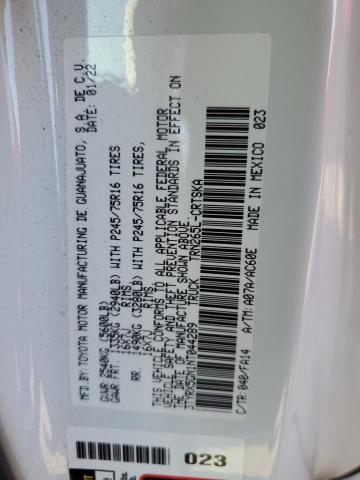 MFD. BY: TOYOTA MOTOR MANUFACTURING DE GUANAJUATO, S.A. DE C.V.
01/22
GVWR 2540KG (5600LB)
GAWR FRT 1335KG (2940LB) WITH P245/75R16 TIRES
16X7J RIMS,
RR. 1490KG (3280LB) WITH P245/75R16 TIRES,
16X7J RIMS,
THIS VEHICLE CONFORMS TO ALL APPLICABLE FEDERAL MOTOR
VEHICLE SAFETY AND THEFT PREVENTION STANDARDS IN EFFECT ON
THE DATE OF MANUFACTURE SHOWN ABOVE.
TRUCK TRN265L-CRTSKA
C/TR:040/FA14 A/TM:A07A/AC60E
MADE IN MEXICO 023
023